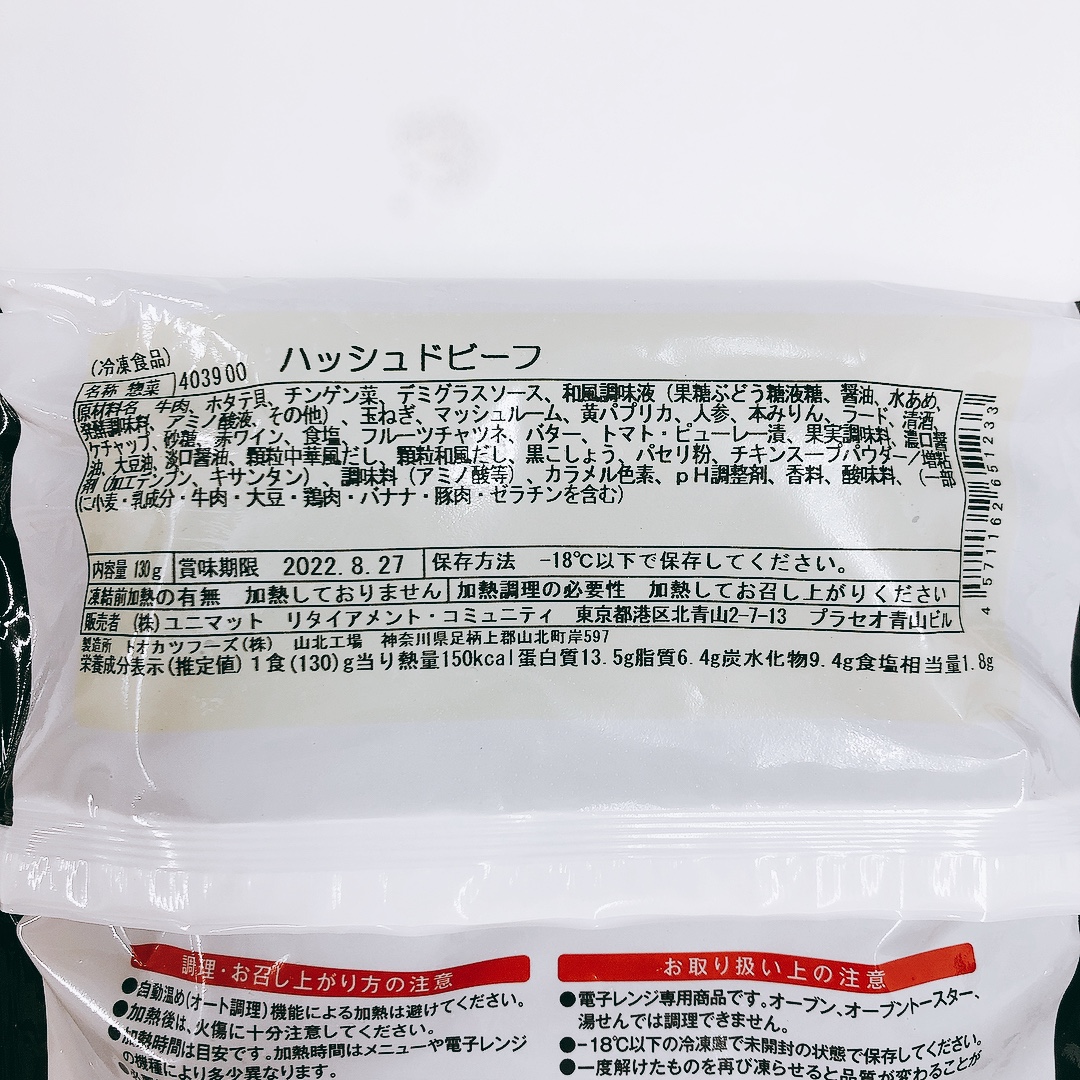 (冷凍食品)
ハッシュドビーフ
名称 惣菜 403900
原材料名 牛肉、ホタテ貝、チンゲン菜、デミグラスソース、和風調味液(果糖ぶどう糖液糖、醤油、水あめ、
発酵調味料、アミノ酸液、その他)、玉ねぎ、マッシュルーム、黄パプリカ、人参、本みりん、ラード、清酒、
ケチャップ、砂糖、赤ワイン、食塩、フルーツチャツネ、バター、トマト・ピューレー漬、果実調味料、濃口醤
油、大豆油、淡口醤油、顆粒中華風だし、顆粒和風だし、黒こしょう、パセリ粉、チキンスープパウダー/増粘
剤(加工デンプン、キサンタン)、調味料(アミノ酸等)、カラメル色素、pH調整剤、香料、酸味料、(一部
に小麦・乳成分・牛肉・大豆・鶏肉・バナナ・豚肉・ゼラチンを含む)
内容量 130g 賞味期限 2022.8.27 保存方法 -18℃以下で保存してください。
凍結前加熱の有無 加熱しておりません 加熱調理の必要性 加熱してお召し上がりください
販売者 (株)ユニマット リタイアメント・コミュニティ 東京都港区北青山2-7-13 プラセオ青山ビル
製造所 トオカツフーズ(株) 山北工場 神奈川県足柄上郡山北町岸597
栄養成分表示(推定値)1食(130)g当り熱量150kcal蛋白質13.5g脂質6.4g炭水化物9.4g食塩相当量1.8g
4571162651233
調理・お召し上がり方の注意
●自動温め(オート調理)機能による加熱は避けてください。
●加熱後は、火傷に十分注意してください。
●加熱時間は目安です。加熱時間はメニューや電子レンジ
の機種により多少異なります。
お取り扱い上の注意
●電子レンジ専用商品です。オーブン、オーブントースター、
湯せんでは調理できません。
●-18℃以下の冷凍庫で未開封の状態で保存してください。
●一度解けたものを再び凍らせると品質が変わることが